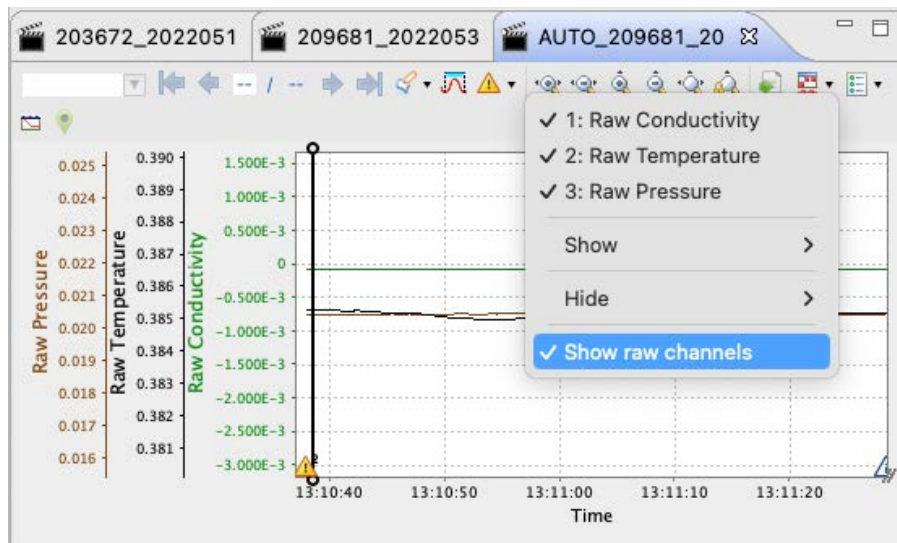 203672_2022051
209681_2022053
AUTO_209681_20
-- / --
✓ 1: Raw Conductivity
✓ 2: Raw Temperature
✓ 3: Raw Pressure
Show >
Hide >
✓ Show raw channels
Raw Pressure
0.025
0.024
0.023
0.022
0.021
0.020
0.019
0.018
0.017
0.016
Raw Temperature
0.390
0.389
0.388
0.387
0.386
0.385
0.384
0.383
0.382
0.381
Raw Conductivity
1.500E-3
1.000E-3
0.500E-3
0
-0.500E-3
-1.000E-3
-1.500E-3
-2.000E-3
-2.500E-3
-3.000E-3
13:10:40
13:10:50
13:11:00
13:11:10
13:11:20
Time